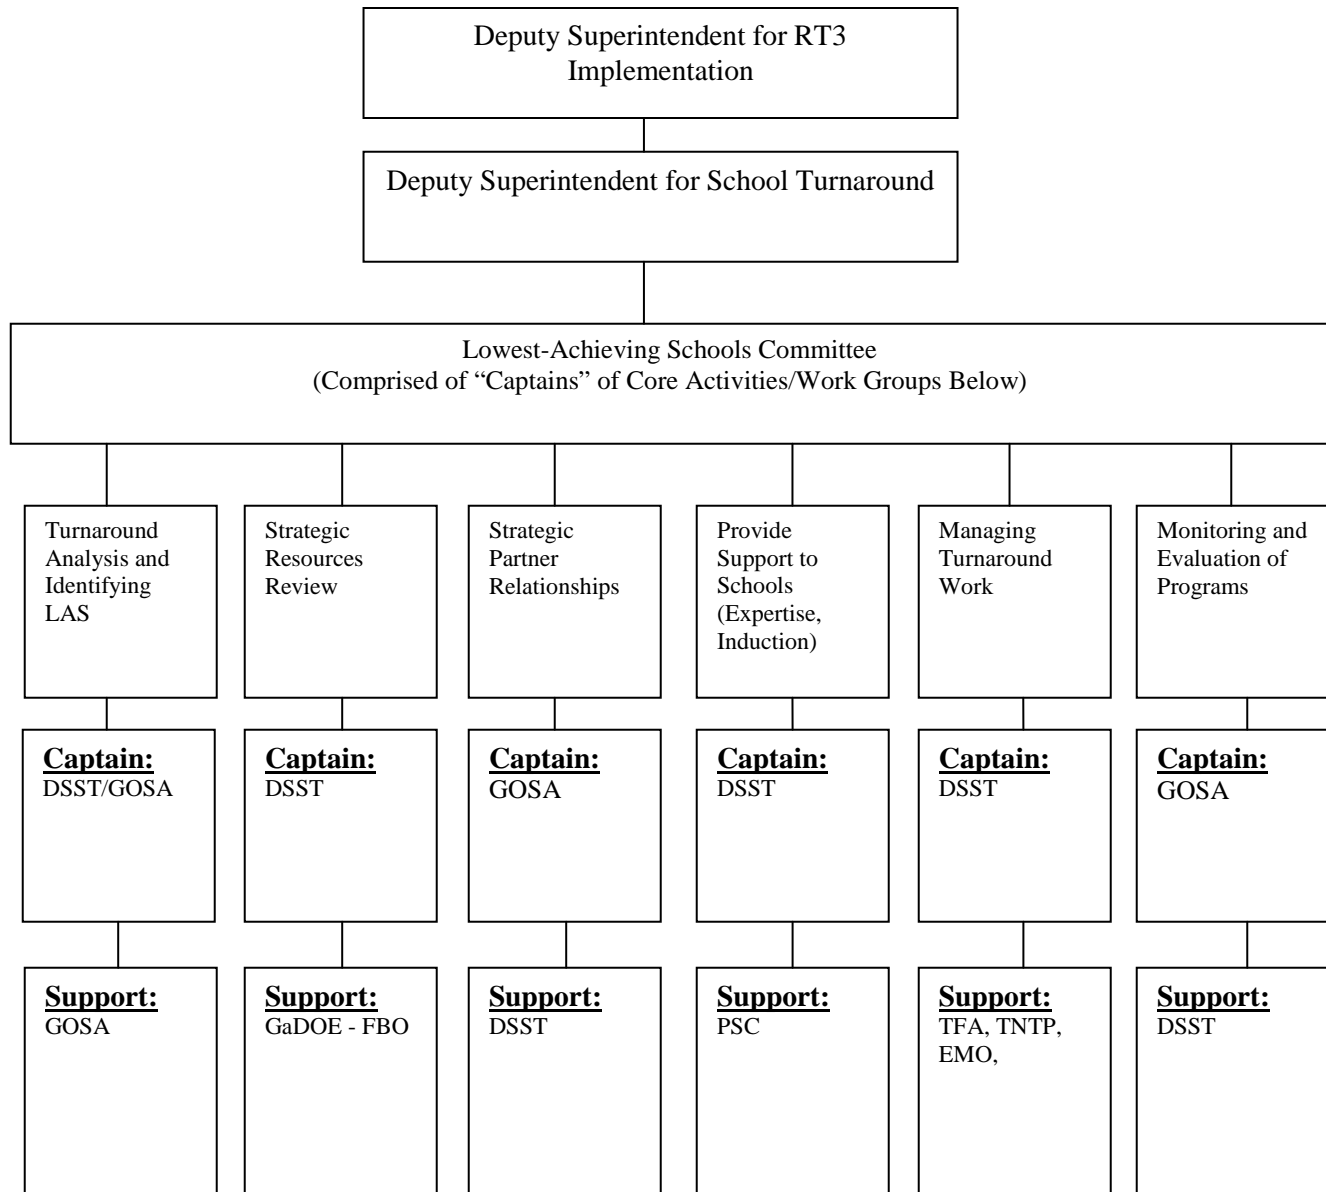 Deputy Superintendent for RT3
Implementation
Deputy Superintendent for School Turnaround
Lowest-Achieving Schools Committee
(Comprised of “Captains” of Core Activities/Work Groups Below)
Turnaround
Analysis and
Identifying
LAS
Strategic
Resources
Review
Strategic
Partner
Relationships
Provide
Support to
Schools
(Expertise,
Induction)
Managing
Turnaround
Work
Monitoring and
Evaluation of
Programs
Captain:
DSST/GOSA
Captain:
DSST
Captain:
GOSA
Captain:
DSST
Captain:
DSST
Captain:
GOSA
Support:
GOSA
Support:
GaDOE - FBO
Support:
DSST
Support:
PSC
Support:
TFA, TNTP,
EMO,
Support:
DSST